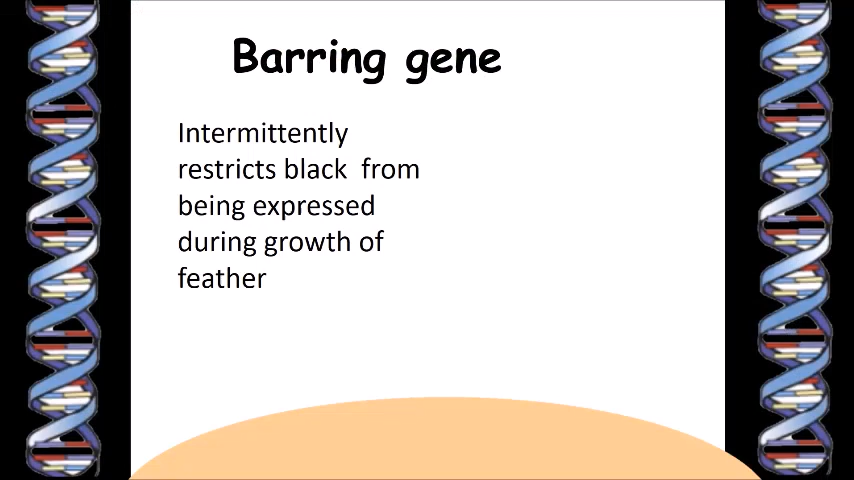 Barring gene
Intermittently
restricts black  from
being expressed
during growth of
feather